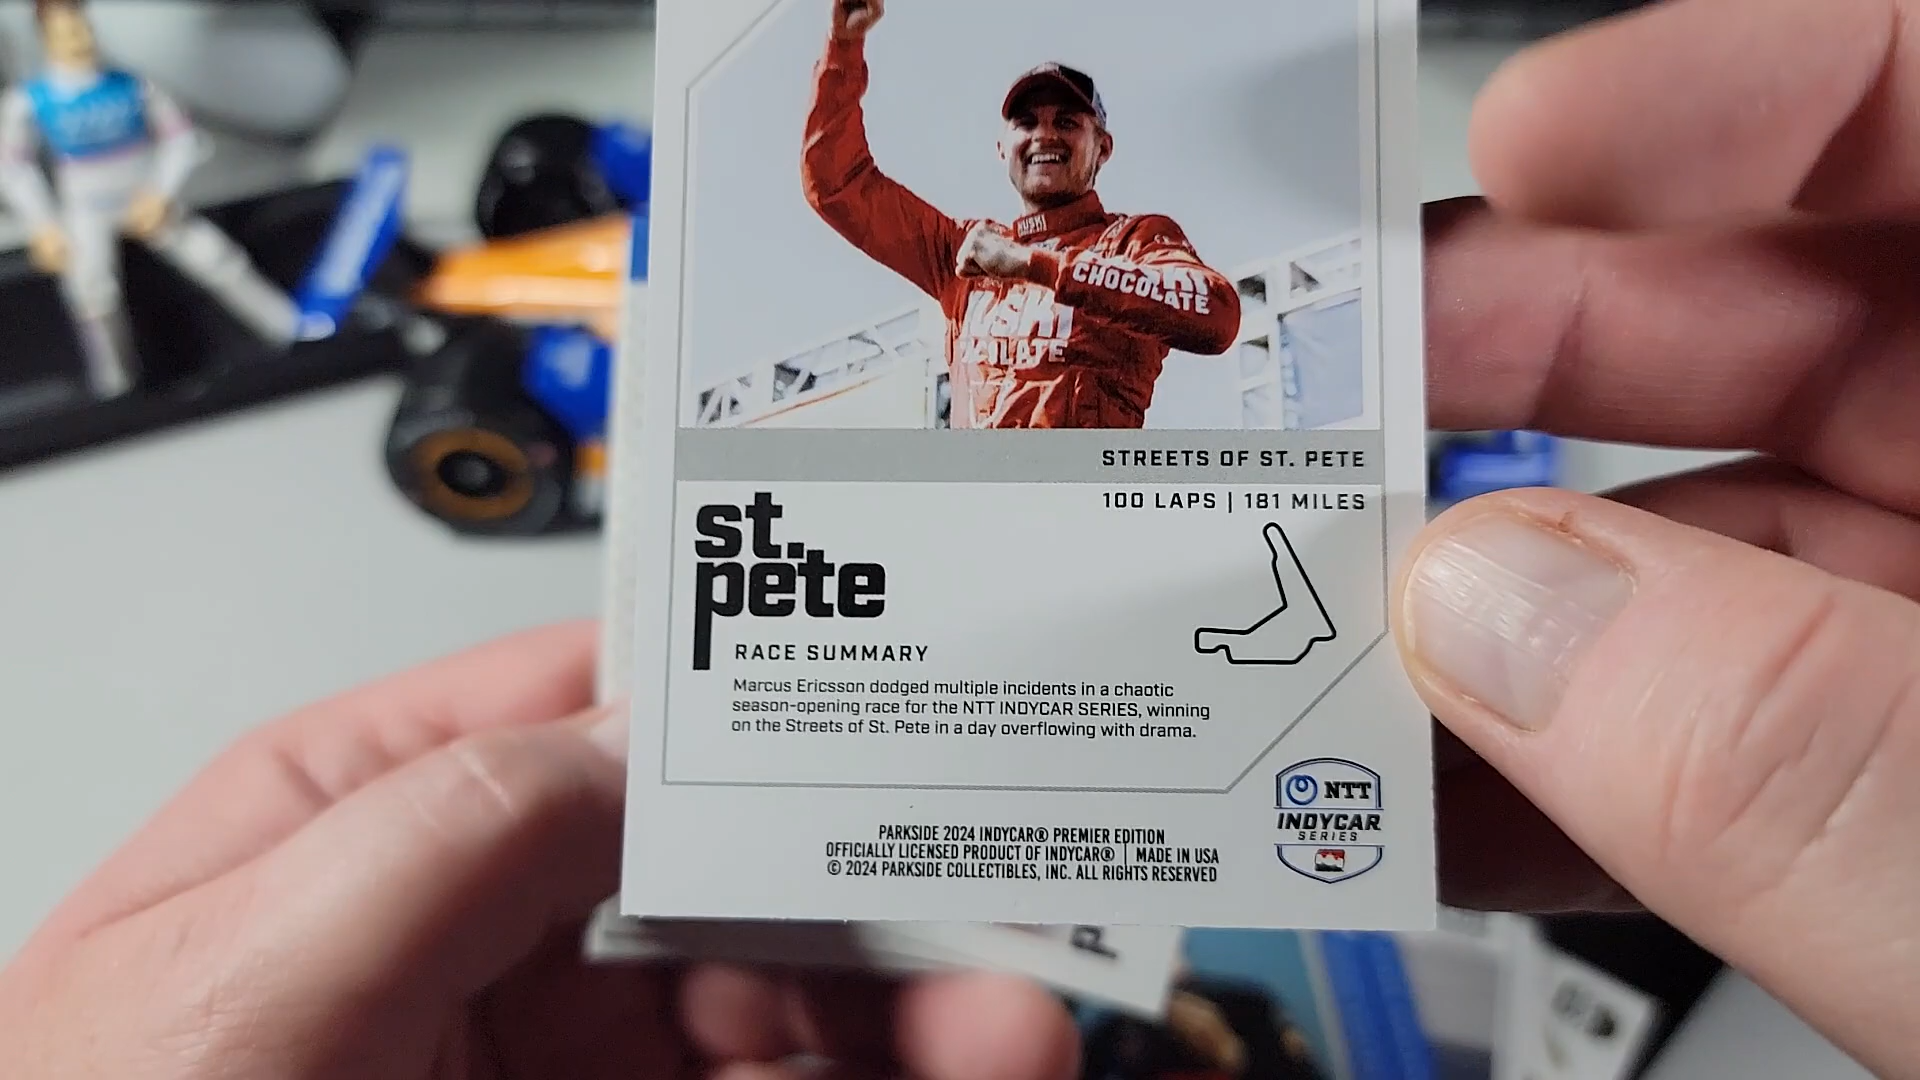 HUSKI
CHOCOLATE
HUSKI
STREETS OF ST. PETE
100 LAPS | 181 MILES
st.
pete
RACE SUMMARY
Marcus Ericsson dodged multiple incidents in a chaotic
season-opening race for the NTT INDYCAR SERIES, winning
on the Streets of St. Pete in a day overflowing with drama.
NTT
INDYCAR
SERIES
PARKSIDE 2024 INDYCAR® PREMIER EDITION
OFFICIALLY LICENSED PRODUCT OF INDYCAR® | MADE IN USA
© 2024 PARKSIDE COLLECTIBLES, INC. ALL RIGHTS RESERVED